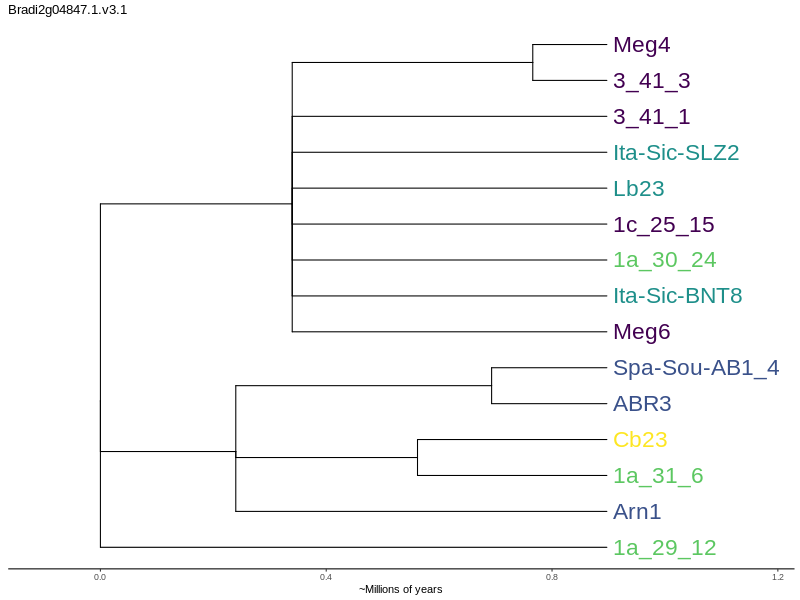 Bradi2g04847.1.v3.1
Meg4
3_41_3
3_41_1
Ita-Sic-SLZ2
Lb23
1c_25_15
1a_30_24
Ita-Sic-BNT8
Meg6
Spa-Sou-AB1_4
ABR3
Cb23
1a_31_6
Arn1
1a_29_12
0.0 0.4 0.8 1.2
~Millions of years